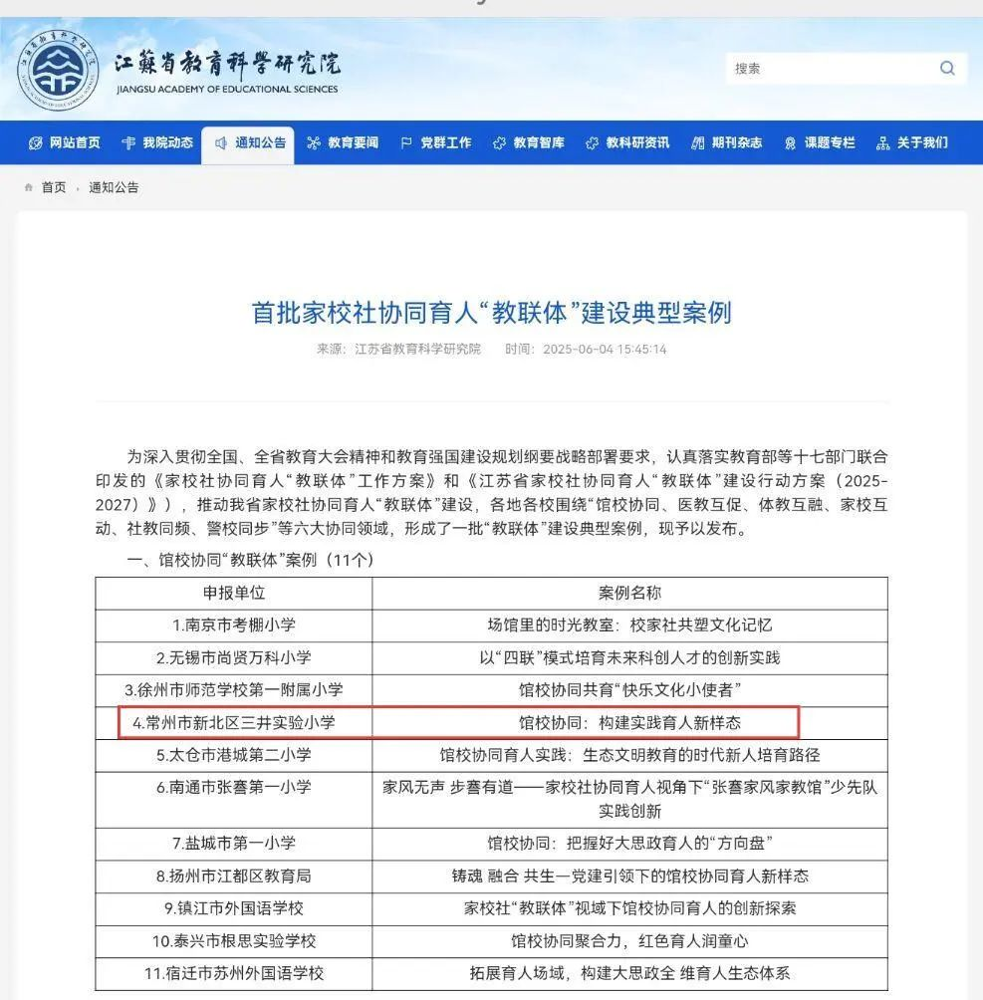 江蘇省教育科學研究院
JIANGSU ACADEMY OF EDUCATIONAL SCIENCES
搜索
网站首页 我院动态 通知公告 教育要闻 党群工作 教育智库 教科研资讯 期刊杂志 课题专栏 关于我们
首页 › 通知公告
首批家校社协同育人“教联体”建设典型案例
来源：江苏省教育科学研究院 时间：2025-06-04 15:45:14
为深入贯彻全国、全省教育大会精神和教育强国建设规划纲要战略部署要求，认真落实教育部等十七部门联合
印发的《家校社协同育人“教联体”工作方案》和《江苏省家校社协同育人“教联体”建设行动方案（2025-
2027）》），推动我省家校协同育人“教联体”建设，各地各校围绕“馆校协同、医教互促、体教互融、家校互
动、社教同频、警校同步”等六大协同领域，形成了一批“教联体”建设典型案例，现予以发布。
一、馆校协同“教联体”案例（11个）
申报单位 案例名称
1.南京市考棚小学 场馆里的时光教室：校家社共塑文化记忆
2.无锡市尚贤万科小学 以“四联”模式培育未来科创人才的创新实践
3.徐州市师范学校第一附属小学 馆校协同共育“快乐文化小使者”
4.常州市新北区三井实验小学 馆校协同：构建实践育人新样态
5.太仓市港城第二小学 馆校协同育人实践：生态文明教育的时代新人培育路径
6.南通市张謇第一小学 家风无声 步謇有道——家校社协同育人视角下“张謇家风家教馆”少先队
实践创新
7.盐城市第一小学 馆校协同：把握好大思政育人的“方向盘”
8.扬州市江都区教育局 铸魂 融合 共生一党建引领下的馆校协同育人新样态
9.镇江市外国语学校 家校社“教联体”视域下馆校协同育人的创新探索
10.泰兴市根思实验学校 馆校协同聚合力，红色育人润童心
11.宿迁市苏州外国语学校 拓展育人场域，构建大思政全 维育人生态体系